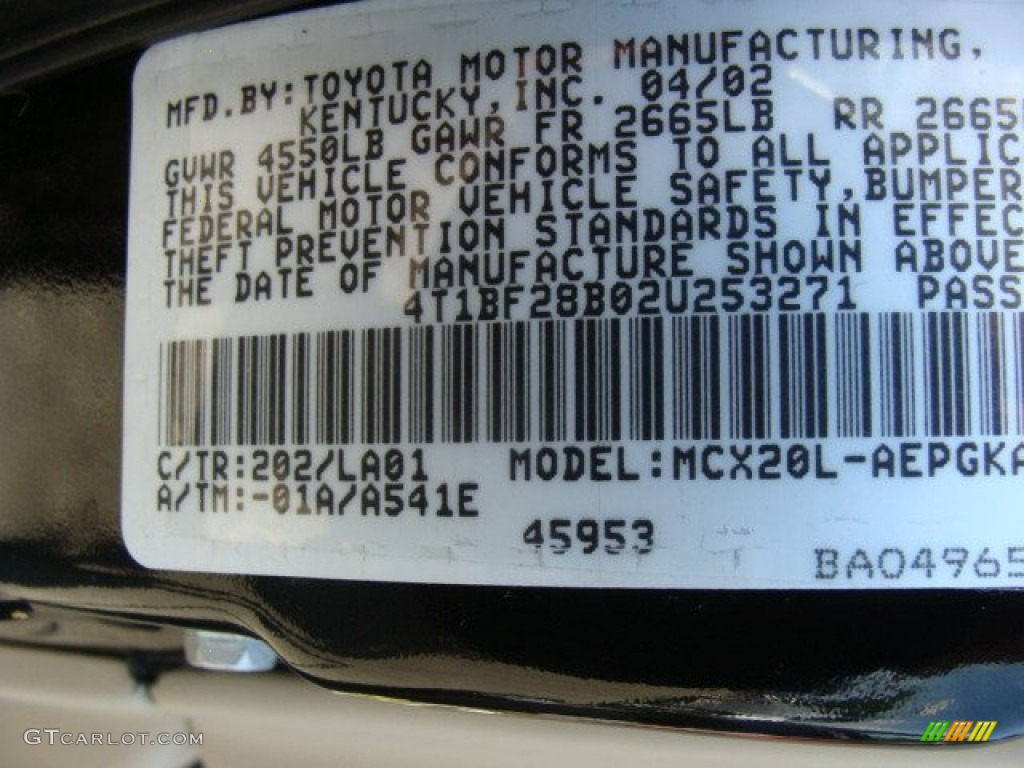 MFD.BY:TOYOTA MOTOR MANUFACTURING,
KENTUCKY,INC. 04/02
GVWR 4550LB GAWR FR 2665LB RR 2665
THIS VEHICLE CONFORMS TO ALL APPLIC
FEDERAL MOTOR VEHICLE SAFETY,BUMPER
THEFT PREVENTION STANDARDS IN EFFEC
THE DATE OF MANUFACTURE SHOWN ABOVE
4T1BF28B02U253271 PASS
C/TR:202/LA01 MODEL:MCX20L-AEPGKA
A/TM:-01A/A541E
45953
BA04965
GTCARLOT.COM